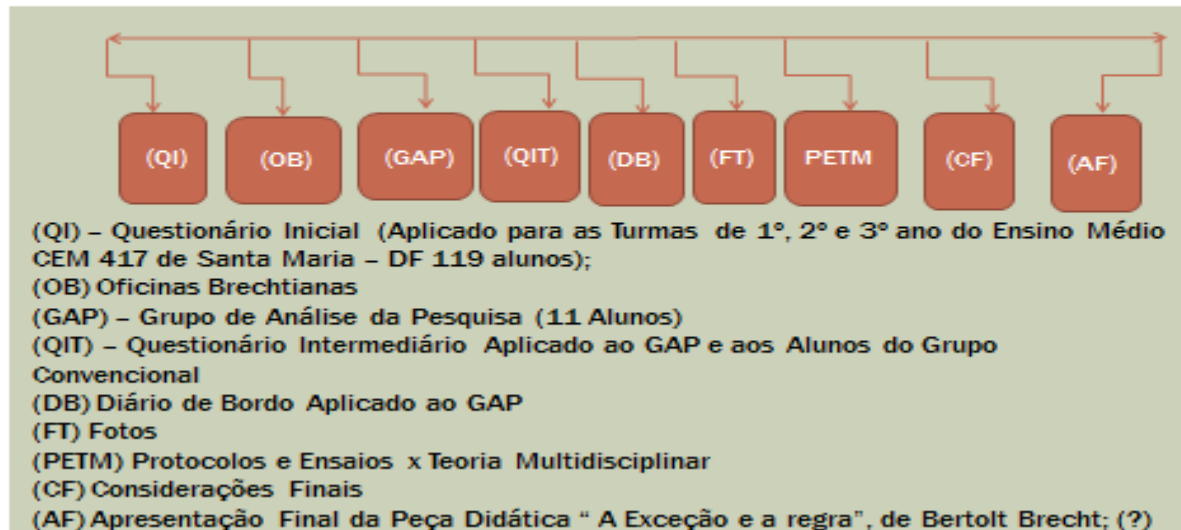 (QI) (OB) (GAP) (QIT) (DB) (FT) PETM (CF) (AF)
(QI) – Questionário Inicial (Aplicado para as Turmas de 1º, 2º e 3º ano do Ensino Médio
CEM 417 de Santa Maria – DF 119 alunos);
(OB) Oficinas Brechtianas
(GAP) – Grupo de Análise da Pesquisa (11 Alunos)
(QIT) – Questionário Intermediário Aplicado ao GAP e aos Alunos do Grupo
Convencional
(DB) Diário de Bordo Aplicado ao GAP
(FT) Fotos
(PETM) Protocolos e Ensaios x Teoria Multidisciplinar
(CF) Considerações Finais
(AF) Apresentação Final da Peça Didática “ A Exceção e a regra”, de Bertolt Brecht; (?)